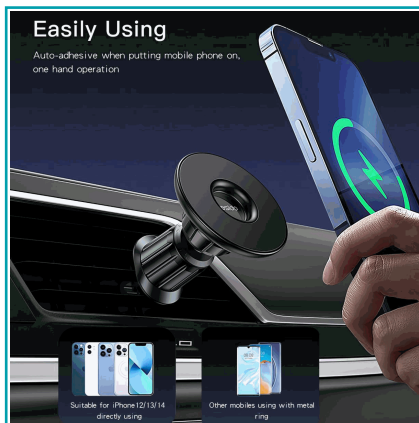 Easily Using
Auto-adhesive when putting mobile phone on,
one hand operation
Suitable for iPhone12/13/14
directly using
Other mobiles using with metal
ring